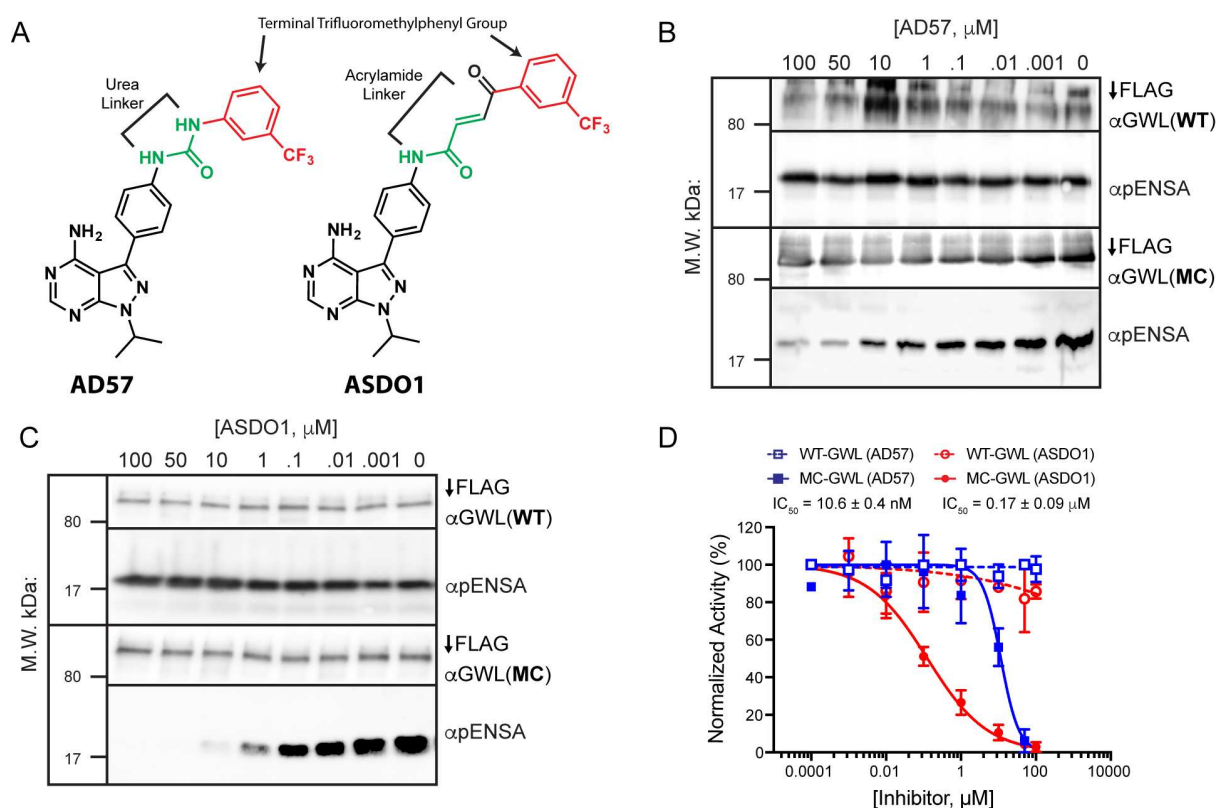 A
Terminal Trifluoromethylphenyl Group
Urea
Linker
HN
HN
O
CF3
NH2
N
N
N
N
AD57
Acrylamide
Linker
O
HN
O
CF3
NH2
N
N
N
N
ASDO1
B
[AD57, μM]
100 50 10 1 .1 .01 .001 0
M.W. kDa:
80
17
80
17
↓FLAG
αGWL(WT)
αpENSA
↓FLAG
αGWL(MC)
αpENSA
C
[ASDO1, μM]
100 50 10 1 .1 .01 .001 0
M.W. kDa:
80
17
80
17
↓FLAG
αGWL(WT)
αpENSA
↓FLAG
αGWL(MC)
αpENSA
D
WT-GWL (AD57) WT-GWL (ASDO1)
MC-GWL (AD57) MC-GWL (ASDO1)
IC50 = 10.6 ± 0.4 nM IC50 = 0.17 ± 0.09 μM
Normalized Activity (%)
120
100
80
60
40
20
0
0.0001 0.01 1 100 10000
[Inhibitor, μM]